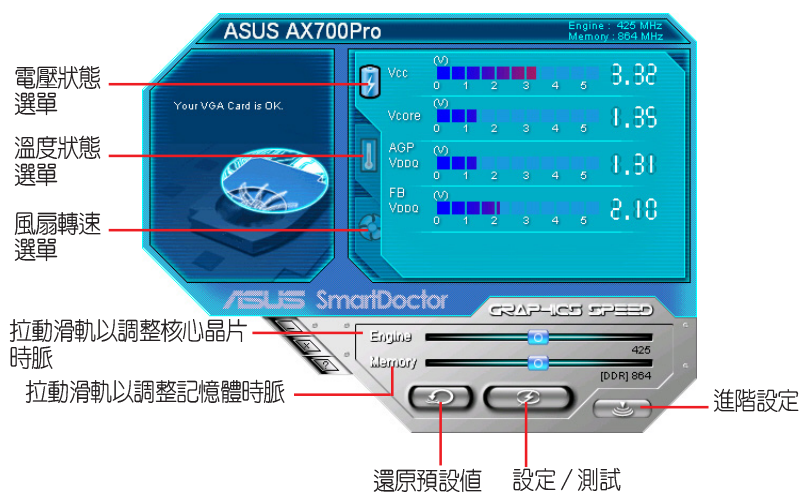 ASUS AX700Pro
Engine : 425 MHz
Memory : 864 MHz
電壓狀態
選單
Your VGA Card is OK.
溫度狀態
選單
風扇轉速
選單
Vcc (V) 0 1 2 3 4 5 3.32
Vcore (V) 0 1 2 3 4 5 1.35
AGP
VDDQ (V) 0 1 2 3 4 5 1.31
FB
VDDQ (V) 0 1 2 3 4 5 2.10
ASUS SmartDoctor
GRAPHICS SPEED
拉動滑軌以調整核心晶片
時脈
Engine
425
Memory
[DDR] 864
拉動滑軌以調整記憶體時脈
進階設定
還原預設值
設定/測試